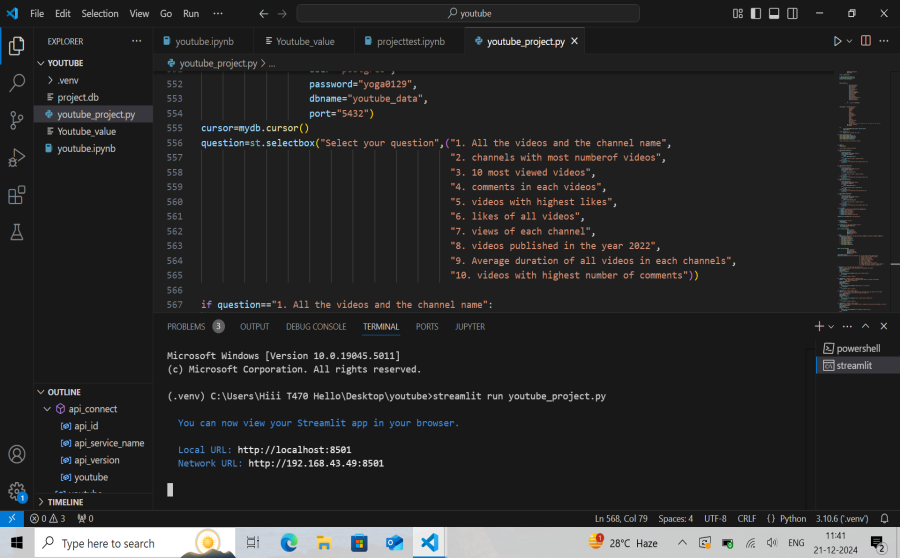 File Edit Selection View Go Run ··· youtube
EXPLORER ···
YOUTUBE
.venv
project.db
youtube_project.py
Youtube_value
youtube.ipynb
OUTLINE
api_connect
api_id
api_service_name
api_version
youtube
TIMELINE
youtube.ipynb Youtube_value projecttest.ipynb youtube_project.py
youtube_project.py > ...
552 password="yoga0129",
553 dbname="youtube_data",
554 port="5432")
555 cursor=mydb.cursor()
556 question=st.selectbox("Select your question",("1. All the videos and the channel name",
557 "2. channels with most numberof videos",
558 "3. 10 most viewed videos",
559 "4. comments in each videos",
560 "5. videos with highest likes",
561 "6. likes of all videos",
562 "7. views of each channel",
563 "8. videos published in the year 2022",
564 "9. Average duration of all videos in each channels",
565 "10. videos with highest number of comments"))
566
567 if question=="1. All the videos and the channel name":
PROBLEMS 3 OUTPUT DEBUG CONSOLE TERMINAL PORTS JUPYTER
Microsoft Windows [Version 10.0.19045.5011]
(c) Microsoft Corporation. All rights reserved.
(.venv) C:\Users\Hiii T470 Hello\Desktop\youtube>streamlit run youtube_project.py
You can now view your Streamlit app in your browser.
Local URL: http://localhost:8501
Network URL: http://192.168.43.49:8501
powershell
streamlit
1
0 3 0 Ln 568, Col 79 Spaces: 4 UTF-8 CRLF {} Python 3.10.6 ('.venv')
Type here to search 1 28°C Haze ENG 11:41
21-12-2024 2